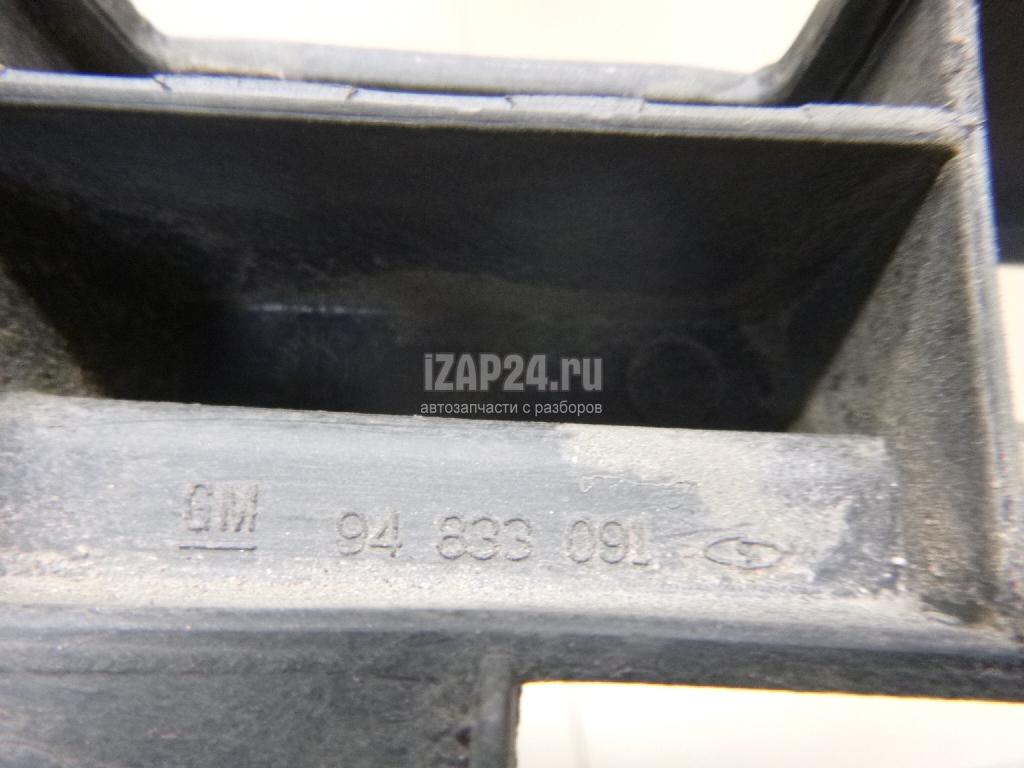 iZAP24.ru
автозапчасти с разборов
GM 94 833 091